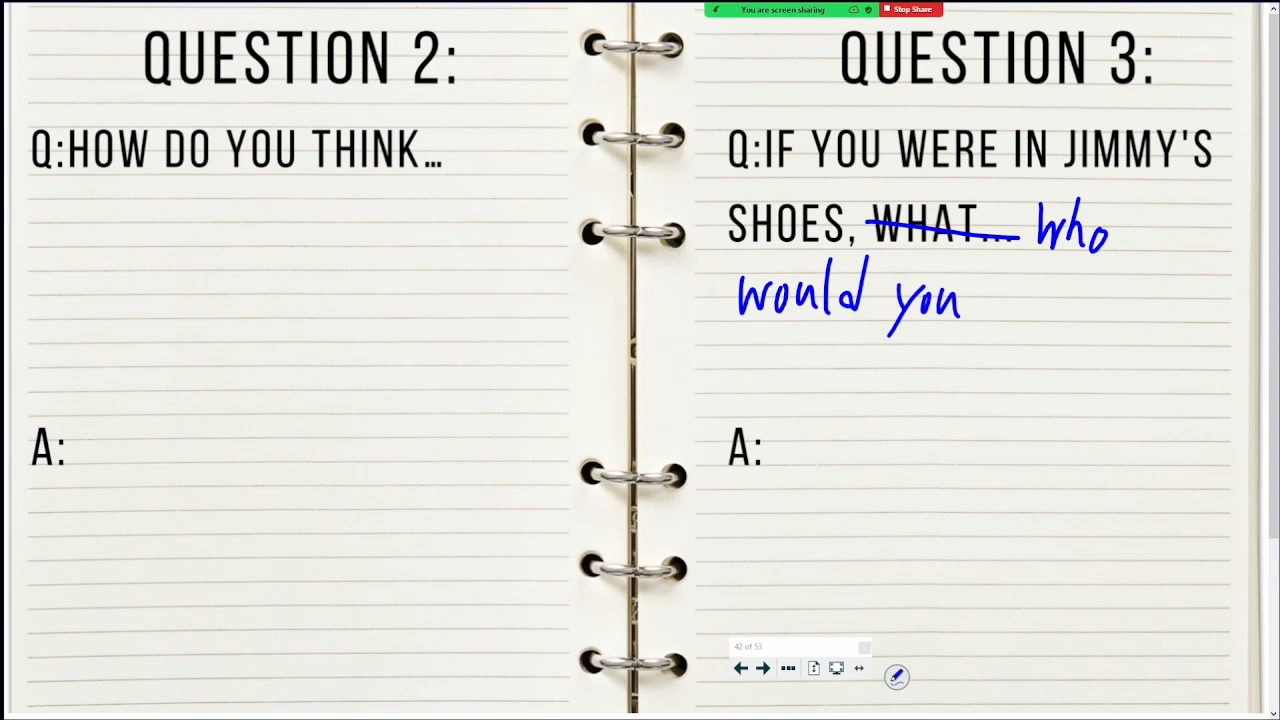 You are screen sharing
Stop Share
QUESTION 2:
Q:HOW DO YOU THINK…
A:
QUESTION 3:
Q:IF YOU WERE IN JIMMY'S
SHOES, WHAT... who
would you
A:
42 of 53